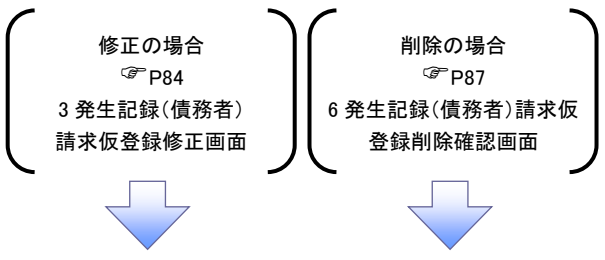 修正の場合
☞P84
3 発生記録(債務者)
請求仮登録修正画面
削除の場合
☞P87
6 発生記録(債務者)請求仮
登録削除確認画面